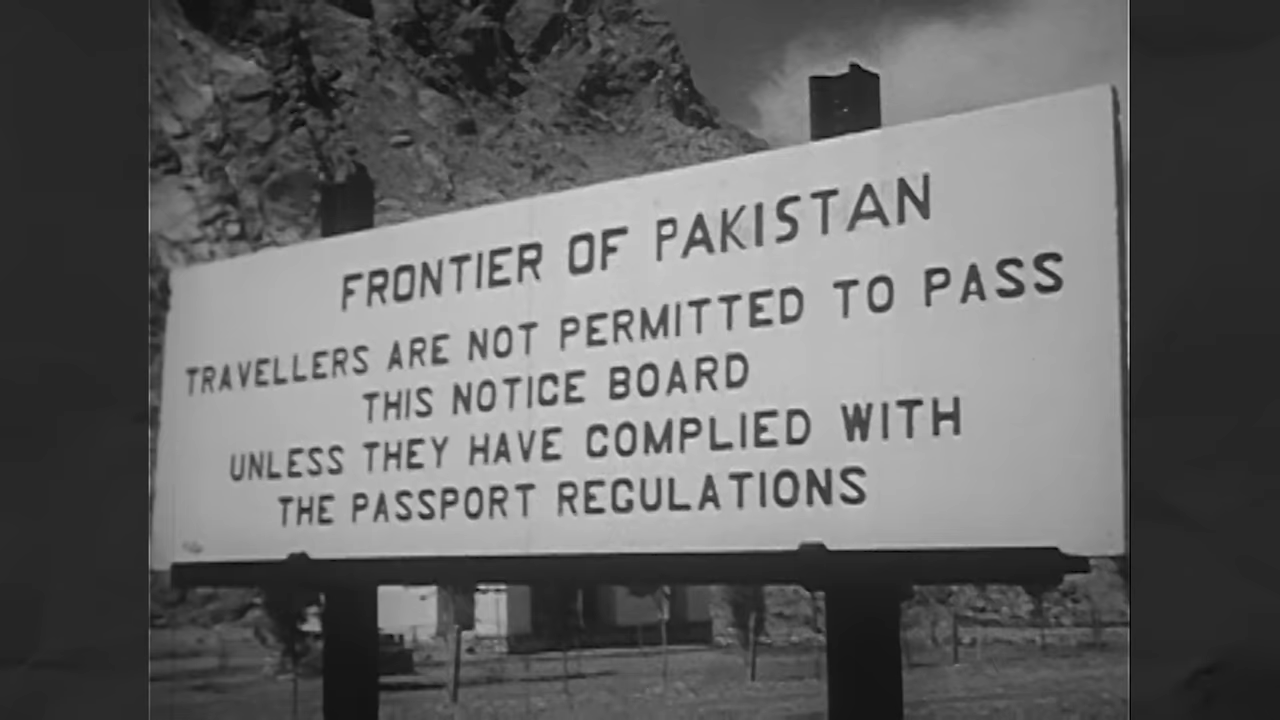 FRONTIER OF PAKISTAN
TRAVELLERS ARE NOT PERMITTED TO PASS
THIS NOTICE BOARD
UNLESS THEY HAVE COMPLIED WITH
THE PASSPORT REGULATIONS